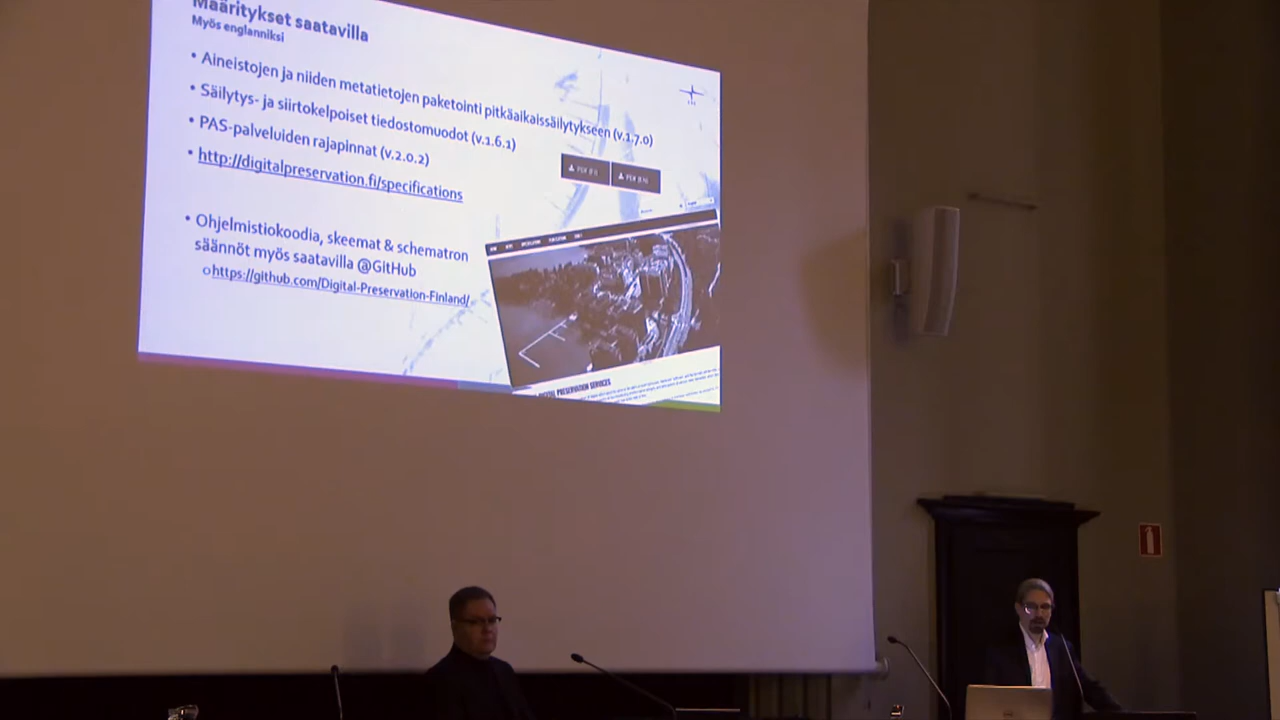 Määritykset saatavilla
Myös englanniksi
• Aineistojen ja niiden metatietojen paketointi pitkäaikaissäilytykseen (v.1.7.0)
• Säilytys- ja siirtokelpoiset tiedostomuodot (v.1.6.1)
• PAS-palveluiden rajapinnat (v.2.0.2)
• http://digitalpreservation.fi/specifications
• Ohjelmistiokoodia, skeemat & schematron
säännöt myös saatavilla @GitHub
○ https://github.com/Digital-Preservation-Finland/
DIGITAL PRESERVATION SERVICES